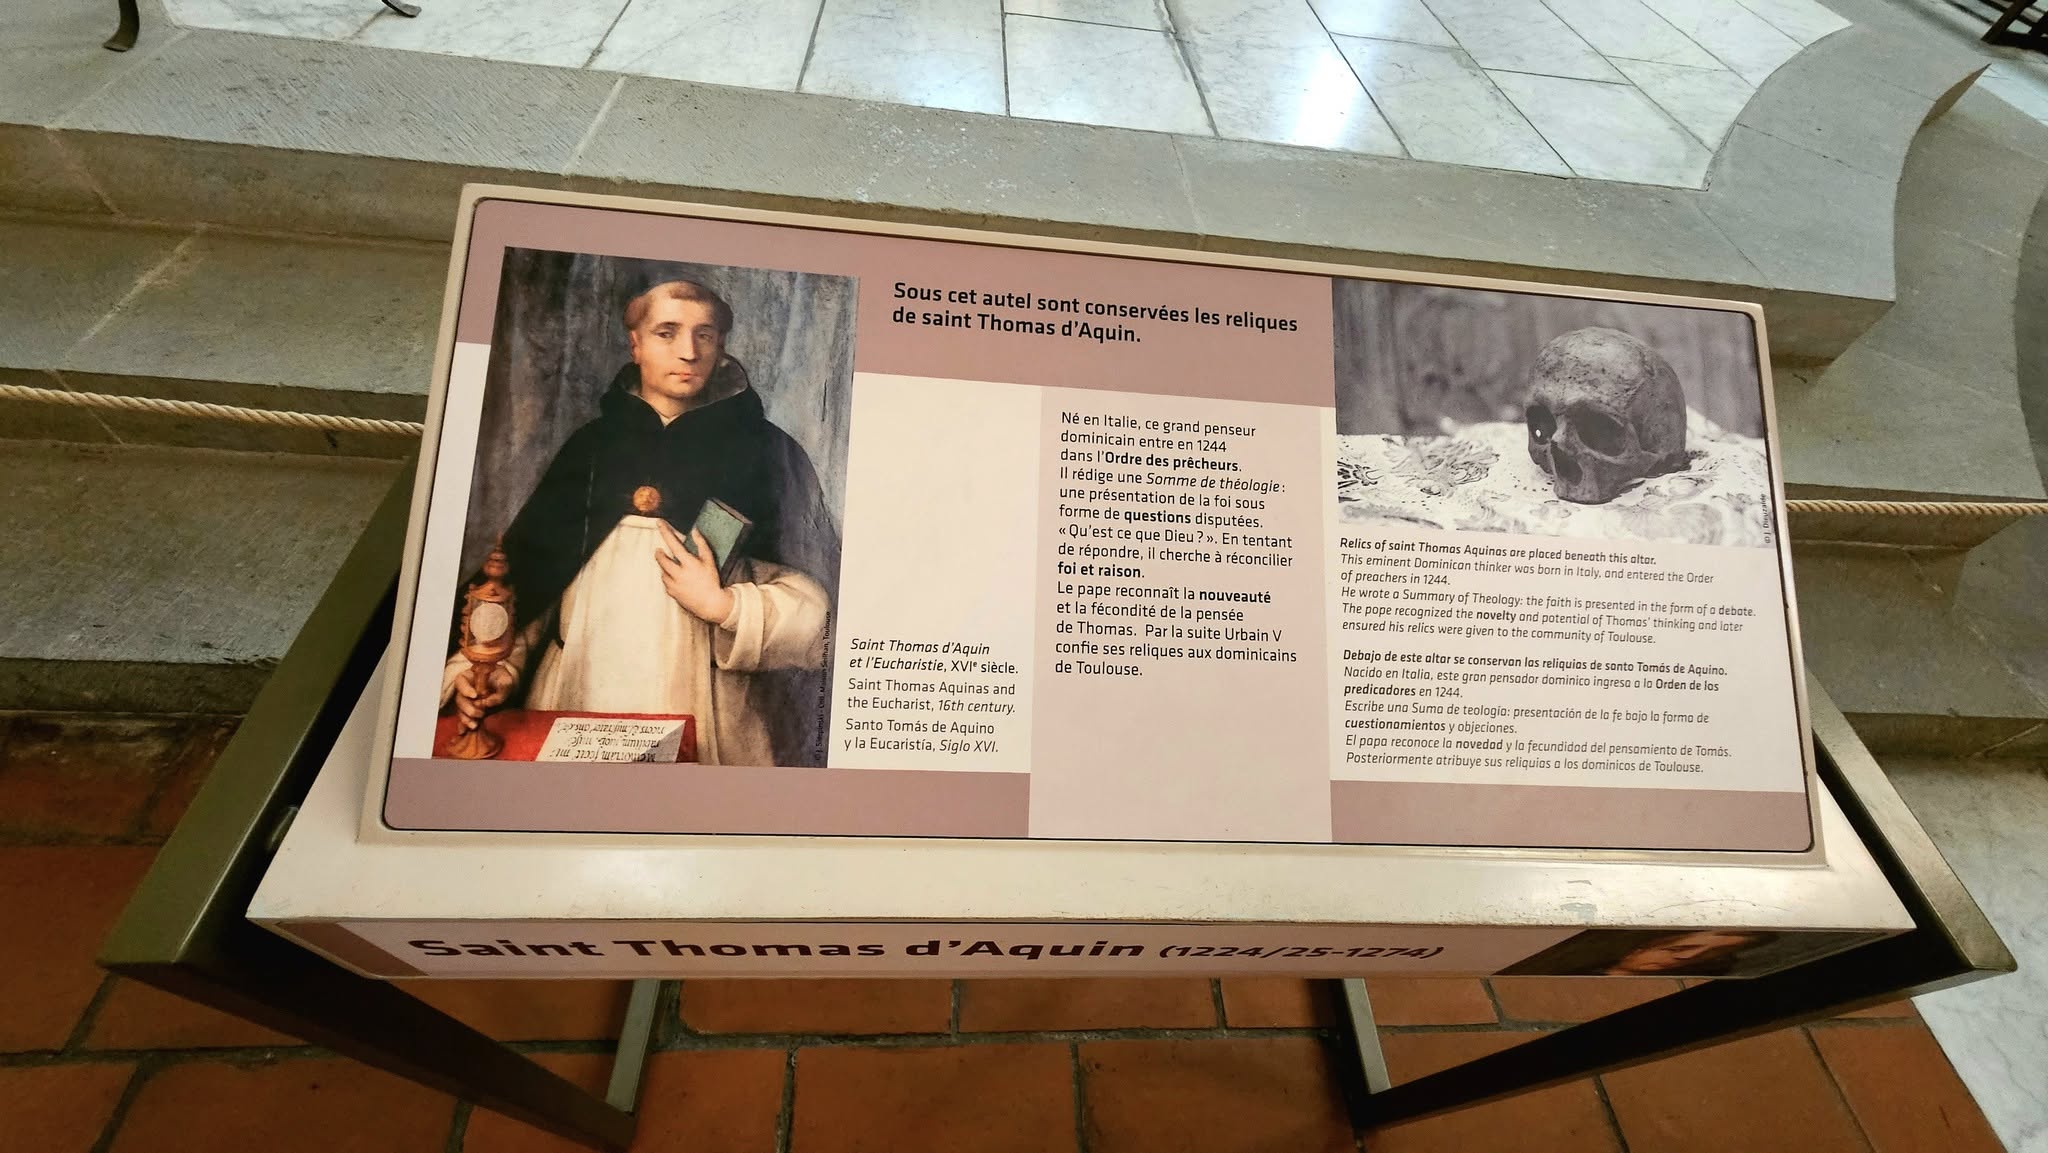 Sous cet autel sont conservées les reliques
de saint Thomas d'Aquin.
Saint Thomas d'Aquin
et l'Eucharistie, XVIe siècle.
Saint Thomas Aquinas and
the Eucharist, 16th century.
Santo Tomás de Aquino
y la Eucaristía, Siglo XVI.
Né en Italie, ce grand penseur
dominicain entre en 1244
dans l'Ordre des prêcheurs.
Il rédige une Somme de théologie :
une présentation de la foi sous
forme de questions disputées.
« Qu'est ce que Dieu ? ». En tentant
de répondre, il cherche à réconcilier
foi et raison.
Le pape reconnaît la nouveauté
et la fécondité de la pensée
de Thomas. Par la suite Urbain V
confie ses reliques aux dominicains
de Toulouse.
Relics of saint Thomas Aquinas are placed beneath this altar.
This eminent Dominican thinker was born in Italy, and entered the Order
of preachers in 1244.
He wrote a Summary of Theology: the faith is presented in the form of a debate.
The pope recognized the novelty and potential of Thomas' thinking and later
ensured his relics were given to the community of Toulouse.
Debajo de este altar se conservan las reliquias de santo Tomás de Aquino.
Nacido en Italia, este gran pensador dominico ingresa a la Orden de los
predicadores en 1244.
Escribe una Suma de teología: presentación de la fe bajo la forma de
cuestionamientos y objeciones.
El papa reconoce la novedad y la fecundidad del pensamiento de Tomás.
Posteriormente atribuye sus reliquias a los dominicos de Toulouse.
Saint Thomas d'Aquin (1224/25-1274)